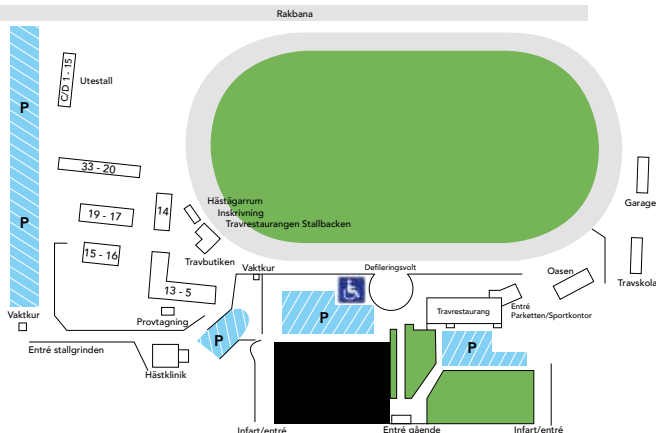 Rakbana
P
C/D 1 - 15
Utestall
33 - 20
P
19 - 17
14
Hästägarrum
Inskrivning
Travrestaurangen Stallbacken
15 - 16
Travbutiken
13 - 5
Vaktkur
Defileringsvolt
Garage
Travskola
Oasen
Entré
Parketten/Sportkontor
Travrestaurang
P
P
P
Vaktkur
Provtagning
Entré stallgrinden
Hästklinik
Infart/entré
Entré gående
Infart/entré